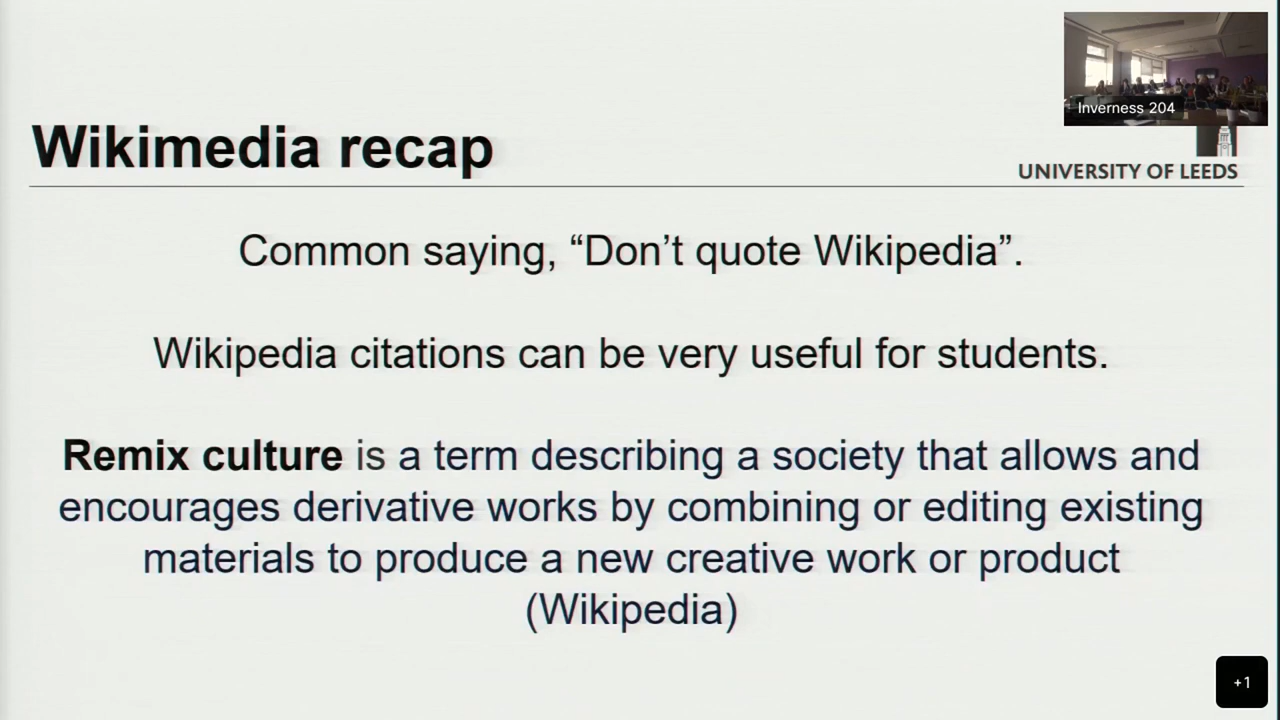 Inverness 204
Wikimedia recap
UNIVERSITY OF LEEDS
Common saying, “Don’t quote Wikipedia”.
Wikipedia citations can be very useful for students.
Remix culture is a term describing a society that allows and
encourages derivative works by combining or editing existing
materials to produce a new creative work or product
(Wikipedia)
+1